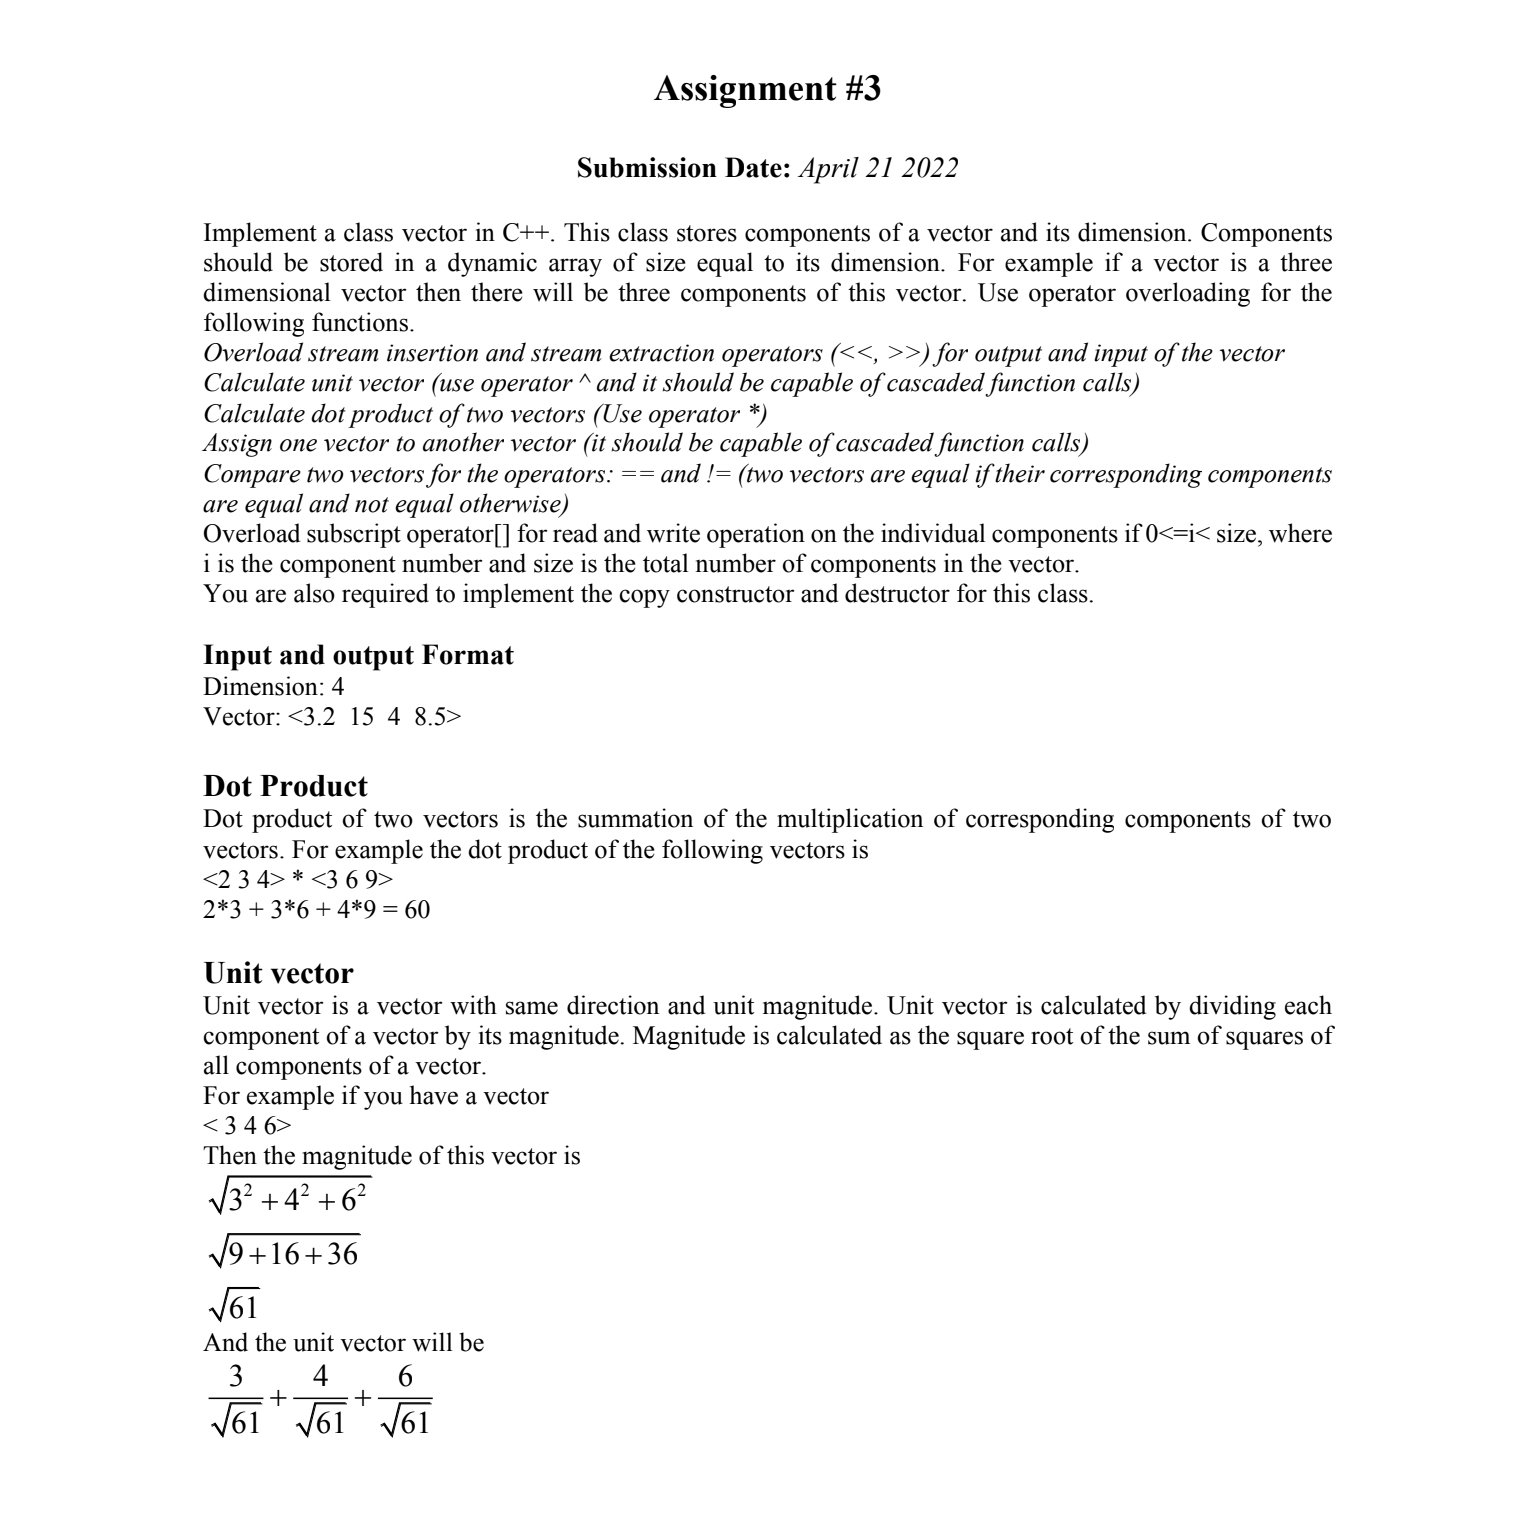 Assignment #3
Submission Date: April 21 2022
Implement a class vector in C++. This class stores components of a vector and its dimension. Components
should be stored in a dynamic array of size equal to its dimension. For example if a vector is a three
dimensional vector then there will be three components of this vector. Use operator overloading for the
following functions.
Overload stream insertion and stream extraction operators (<<, >>) for output and input of the vector
Calculate unit vector (use operator ^ and it should be capable of cascaded function calls)
Calculate dot product of two vectors (Use operator *)
Assign one vector to another vector (it should be capable of cascaded function calls)
Compare two vectors for the operators: == and != (two vectors are equal if their corresponding components
are equal and not equal otherwise)
Overload subscript operator[] for read and write operation on the individual components if 0<=i< size, where
i is the component number and size is the total number of components in the vector.
You are also required to implement the copy constructor and destructor for this class.
Input and output Format
Dimension: 4
Vector: <3.2 15 4 8.5>
Dot Product
Dot product of two vectors is the summation of the multiplication of corresponding components of two
vectors. For example the dot product of the following vectors is
<2 3 4> * <3 6 9>
2*3 + 3*6 + 4*9 = 60
Unit vector
Unit vector is a vector with same direction and unit magnitude. Unit vector is calculated by dividing each
component of a vector by its magnitude. Magnitude is calculated as the square root of the sum of squares of
all components of a vector.
For example if you have a vector
< 3 4 6>
Then the magnitude of this vector is
√3² + 4² + 6²
√9+16+36
√61
And the unit vector will be
3/√61 + 4/√61 + 6/√61